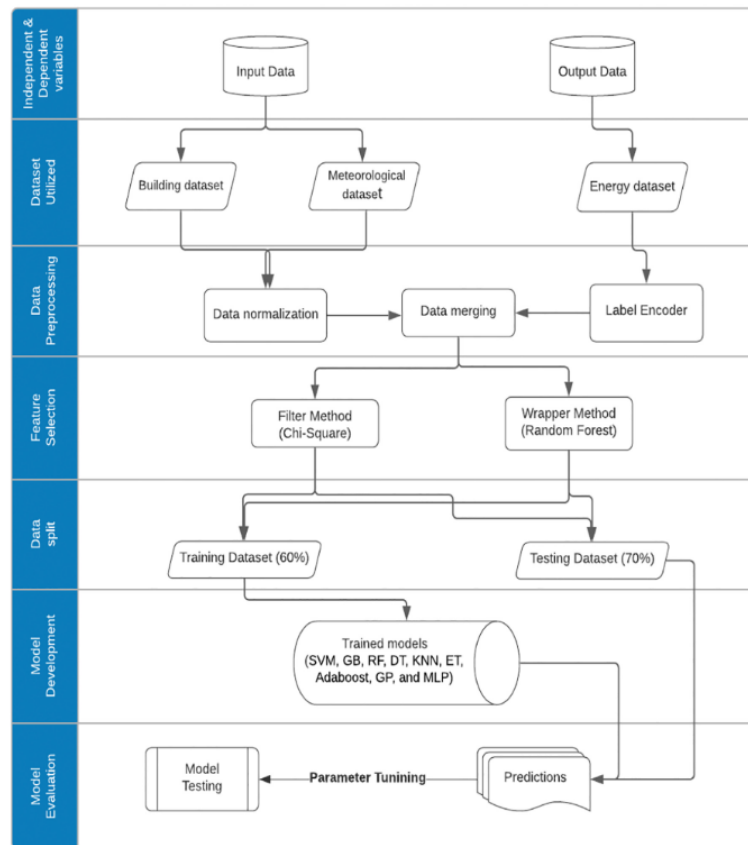 Independent &
Dependent
variables
Input Data
Output Data
Dataset
Utilized
Building dataset
Meteorological
dataset
Energy dataset
Data
Preprocessing
Data normalization
Data merging
Label Encoder
Feature
Selection
Filter Method
(Chi-Square)
Wrapper Method
(Random Forest)
Data
split
Training Dataset (60%)
Testing Dataset (70%)
Model
Development
Trained models
(SVM, GB, RF, DT, KNN, ET,
Adaboost, GP, and MLP)
Model
Evaluation
Model
Testing
Parameter Tunining
Predictions